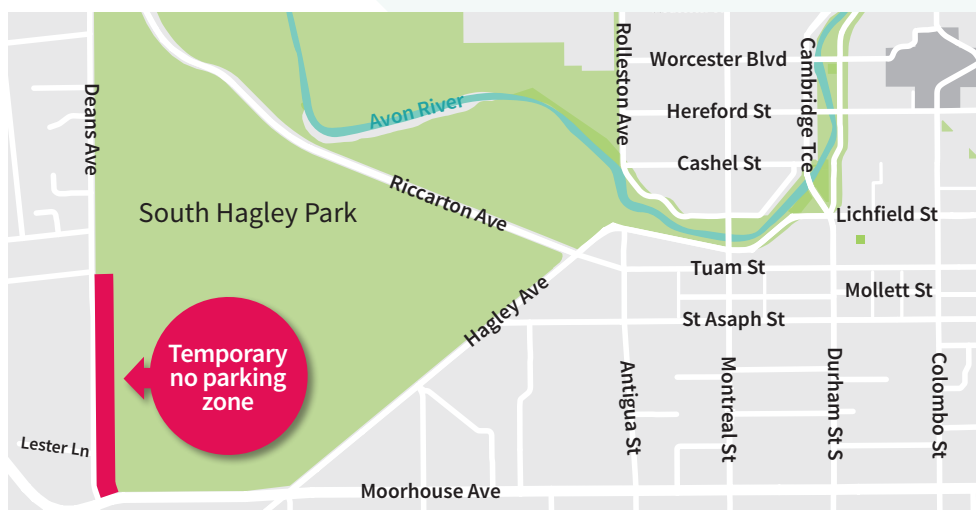 Rolleston Ave
Worcester Blvd
Cambridge Tce
Deans Ave
Avon River
Hereford St
Cashel St
Riccarton Ave
South Hagley Park
Lichfield St
Tuam St
Hagley Ave
Mollett St
St Asaph St
Temporary
no parking
zone
Antigua St
Montreal St
Durham St S
Colombo St
Lester Ln
Moorhouse Ave